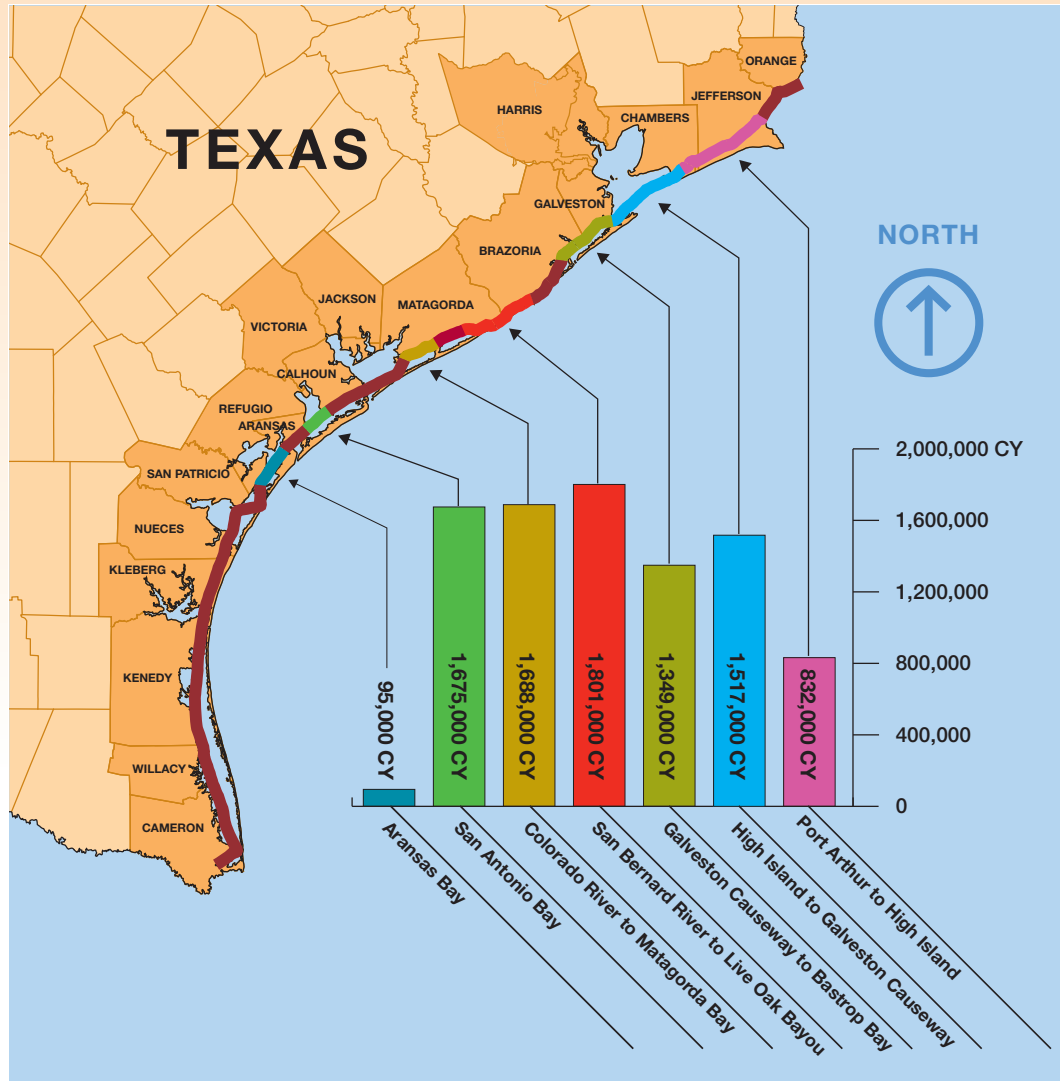 ORANGE
JEFFERSON
HARRIS
CHAMBERS
TEXAS
GALVESTON
BRAZORIA
NORTH
JACKSON
MATAGORDA
VICTORIA
CALHOUN
REFUGIO
ARANSAS
SAN PATRICIO
NUECES
KLEBERG
KENEDY
WILLACY
CAMERON
2,000,000 CY
1,600,000
1,200,000
800,000
400,000
0
95,000 CY
1,675,000 CY
1,688,000 CY
1,801,000 CY
1,349,000 CY
1,517,000 CY
832,000 CY
Aransas Bay
San Antonio Bay
Colorado River to Matagorda Bay
San Bernard River to Live Oak Bayou
Galveston Causeway to Bastrop Bay
High Island to Galveston Causeway
Port Arthur to High Island